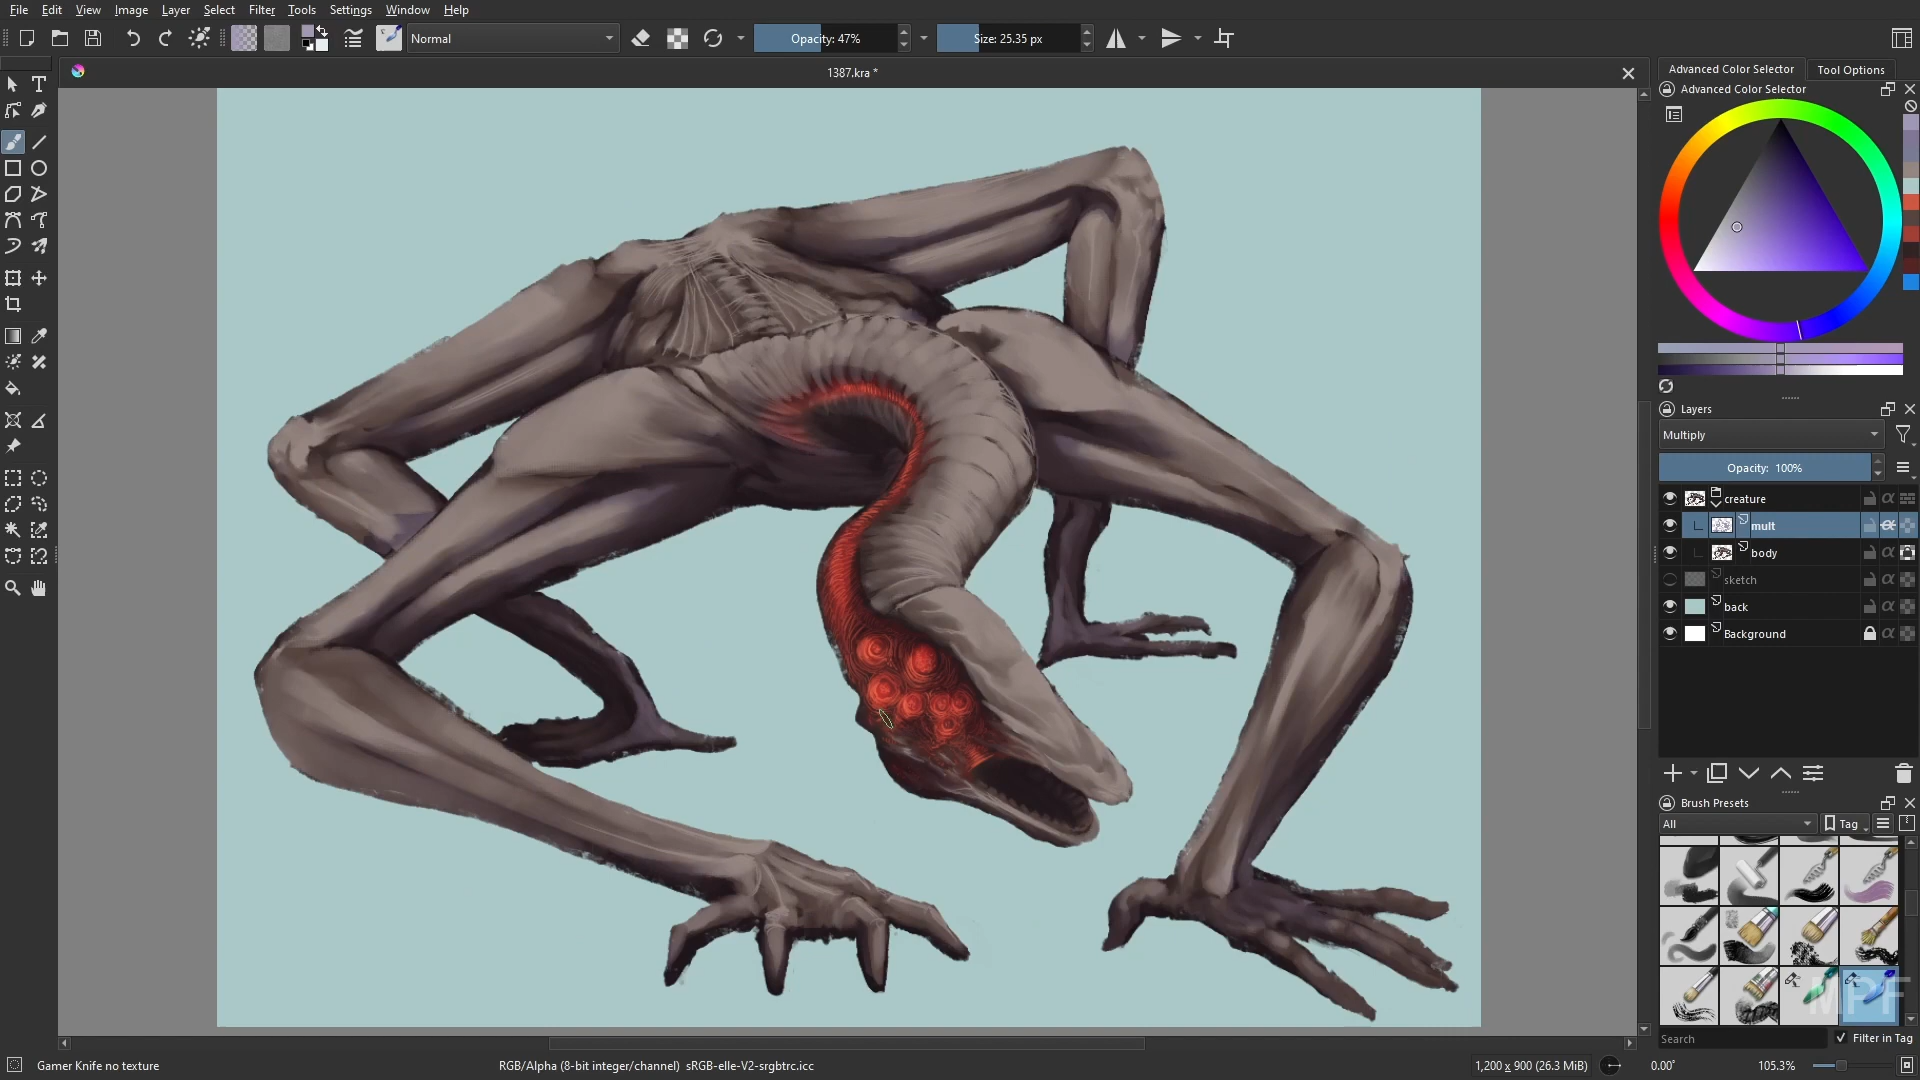 File Edit View Image Layer Select Filter Tools Settings Window Help
Normal Opacity: 47% Size: 25.35 px
1387.kra *
Advanced Color Selector Tool Options
Advanced Color Selector
Layers
Multiply
Opacity: 100%
creature
mult
body
sketch
back
Background
Brush Presets
All Tag
MPF
Search Filter in Tag
Gamer Knife no texture RGB/Alpha (8-bit integer/channel) sRGB-elle-V2-srgbtrc.icc 1,200 x 900 (26.3 MiB) 0.00° 105.3%